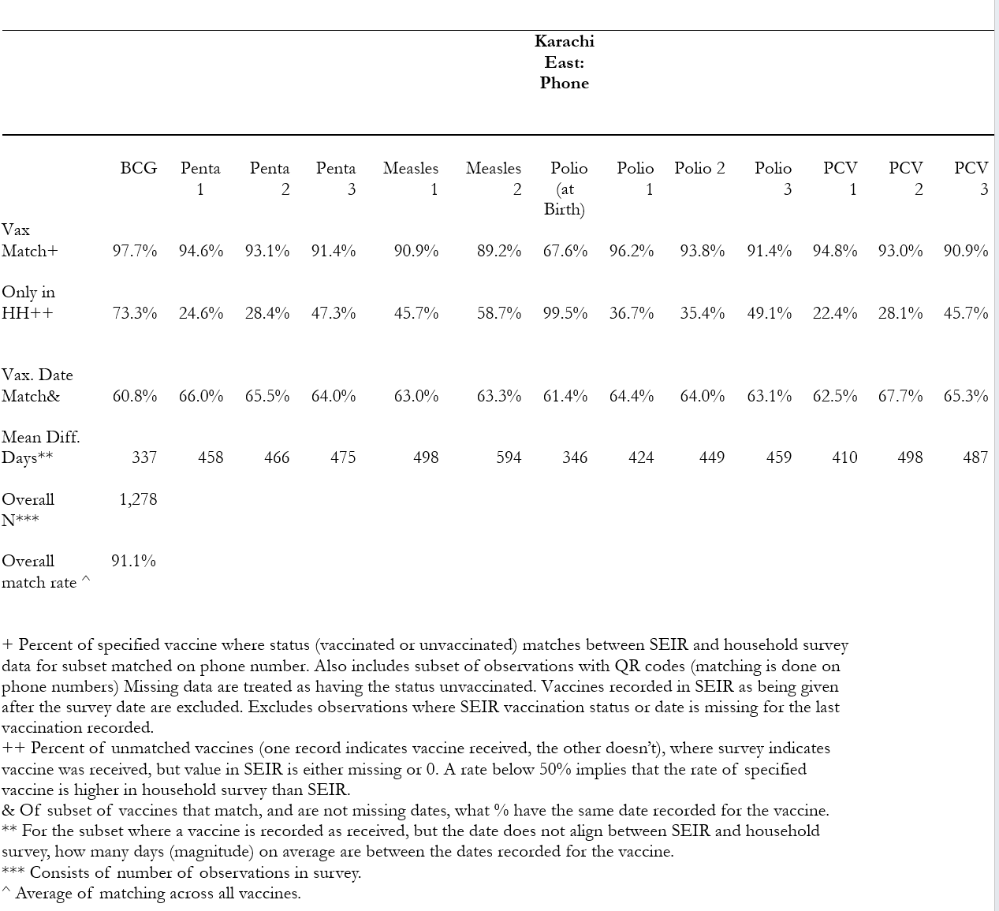 Karachi
East:
Phone
BCG Penta Penta Penta Measles Measles Polio Polio Polio 2 Polio PCV PCV PCV
1 2 3 1 2 (at 1 3 1 2 3
Birth)
Vax
Match+ 97.7% 94.6% 93.1% 91.4% 90.9% 89.2% 67.6% 96.2% 93.8% 91.4% 94.8% 93.0% 90.9%
Only in
HH++ 73.3% 24.6% 28.4% 47.3% 45.7% 58.7% 99.5% 36.7% 35.4% 49.1% 22.4% 28.1% 45.7%
Vax. Date
Match& 60.8% 66.0% 65.5% 64.0% 63.0% 63.3% 61.4% 64.4% 64.0% 63.1% 62.5% 67.7% 65.3%
Mean Diff.
Days** 337 458 466 475 498 594 346 424 449 459 410 498 487
Overall 1,278
N***
Overall 91.1%
match rate ^
+ Percent of specified vaccine where status (vaccinated or unvaccinated) matches between SEIR and household survey
data for subset matched on phone number. Also includes subset of observations with QR codes (matching is done on
phone numbers) Missing data are treated as having the status unvaccinated. Vaccines recorded in SEIR as being given
after the survey date are excluded. Excludes observations where SEIR vaccination status or date is missing for the last
vaccination recorded.
++ Percent of unmatched vaccines (one record indicates vaccine received, the other doesn’t), where survey indicates
vaccine was received, but value in SEIR is either missing or 0. A rate below 50% implies that the rate of specified
vaccine is higher in household survey than SEIR.
& Of subset of vaccines that match, and are not missing dates, what % have the same date recorded for the vaccine.
** For the subset where a vaccine is recorded as received, but the date does not align between SEIR and household
survey, how many days (magnitude) on average are between the dates recorded for the vaccine.
*** Consists of number of observations in survey.
^ Average of matching across all vaccines.